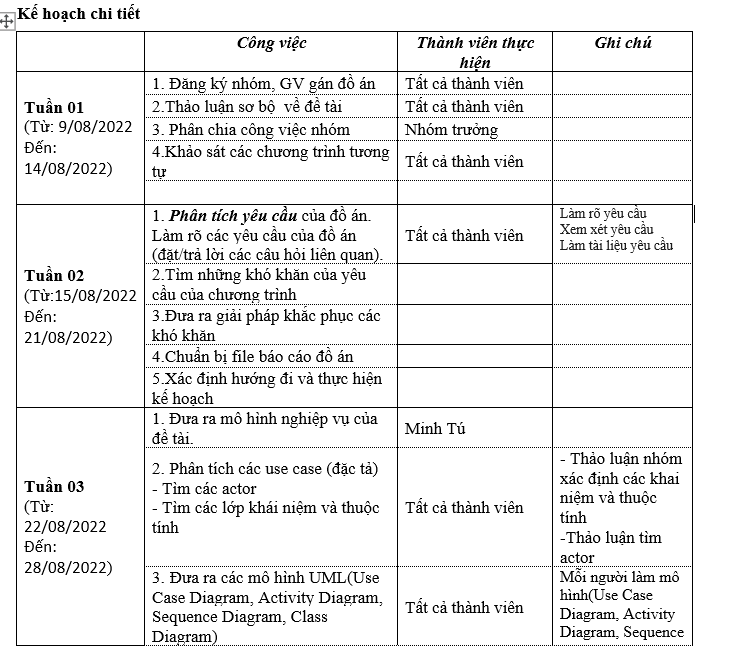 Kế hoạch chi tiết
Công việc
Thành viên thực
hiện
Ghi chú
Tuần 01
(Từ: 9/08/2022
Đến:
14/08/2022)
1. Đăng ký nhóm, GV gán đồ án
Tất cả thành viên
2.Thảo luận sơ bộ  về đề tài
Tất cả thành viên
3. Phân chia công việc nhóm
Nhóm trưởng
4.Khảo sát các chương trình tương
tự
Tất cả thành viên
Tuần 02
(Từ:15/08/2022
Đến:
21/08/2022)
1. Phân tích yêu cầu của đồ án.
Làm rõ các yêu cầu của đồ án
(đặt/trả lời các câu hỏi liên quan).
Tất cả thành viên
Làm rõ yêu cầu
Xem xét yêu cầu
Làm tài liệu yêu cầu
2.Tìm những khó khăn của yêu
cầu của chương trình
3.Đưa ra giải pháp khắc phục các
khó khăn
4.Chuẩn bị file báo cáo đồ án
5.Xác định hướng đi và thực hiện
kế hoạch
Tuần 03
(Từ:
22/08/2022
Đến:
28/08/2022)
1. Đưa ra mô hình nghiệp vụ của
đề tài.
Minh Tú
2. Phân tích các use case (đặc tả)
- Tìm các actor
- Tìm các lớp khái niệm và thuộc
tính
Tất cả thành viên
- Thảo luận nhóm
xác định các khai
niệm và thuộc
tính
-Thảo luận tìm
actor
3. Đưa ra các mô hình UML(Use
Case Diagram, Activity Diagram,
Sequence Diagram, Class
Diagram)
Tất cả thành viên
Mỗi người làm mô
hình(Use Case
Diagram, Activity
Diagram, Sequence